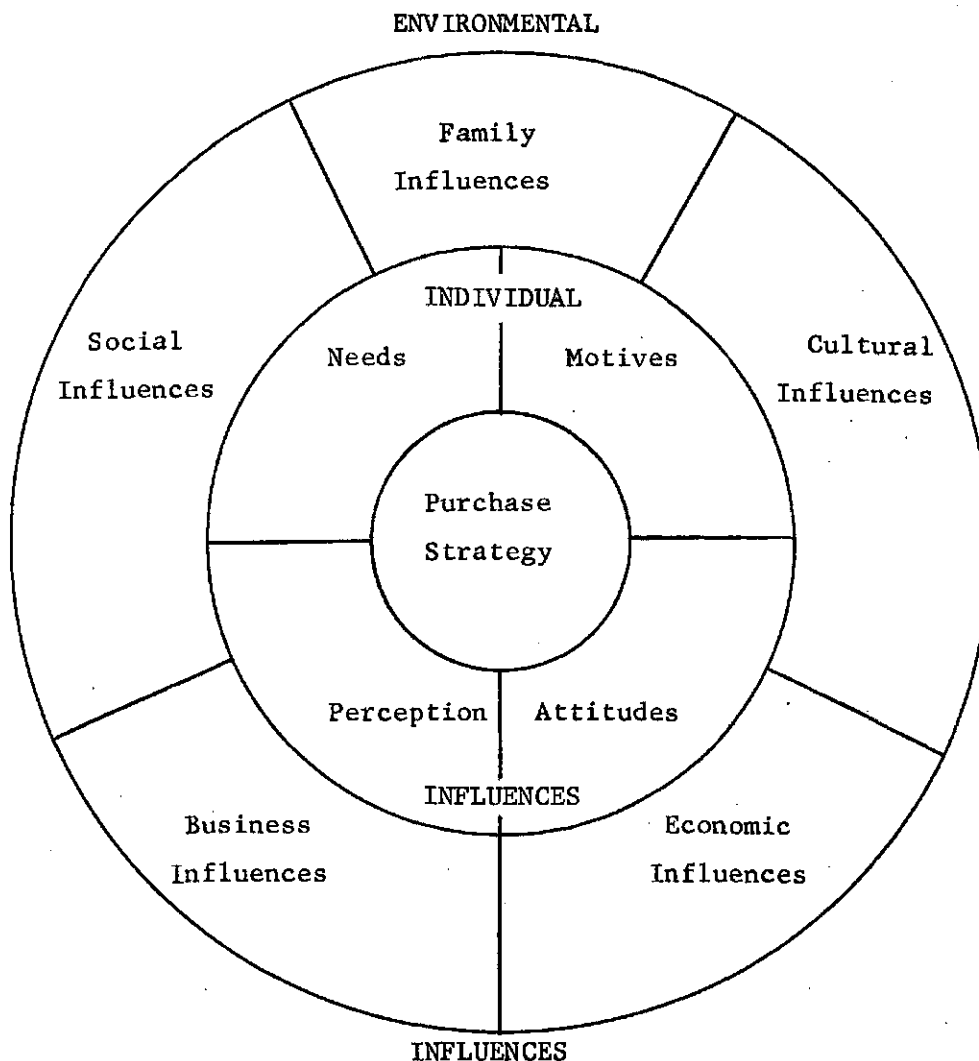 ENVIRONMENTAL
Family
Influences
INDIVIDUAL
Social
Influences
Needs
Motives
Cultural
Influences
Purchase
Strategy
Perception
Attitudes
INFLUENCES
Business
Influences
Economic
Influences
INFLUENCES